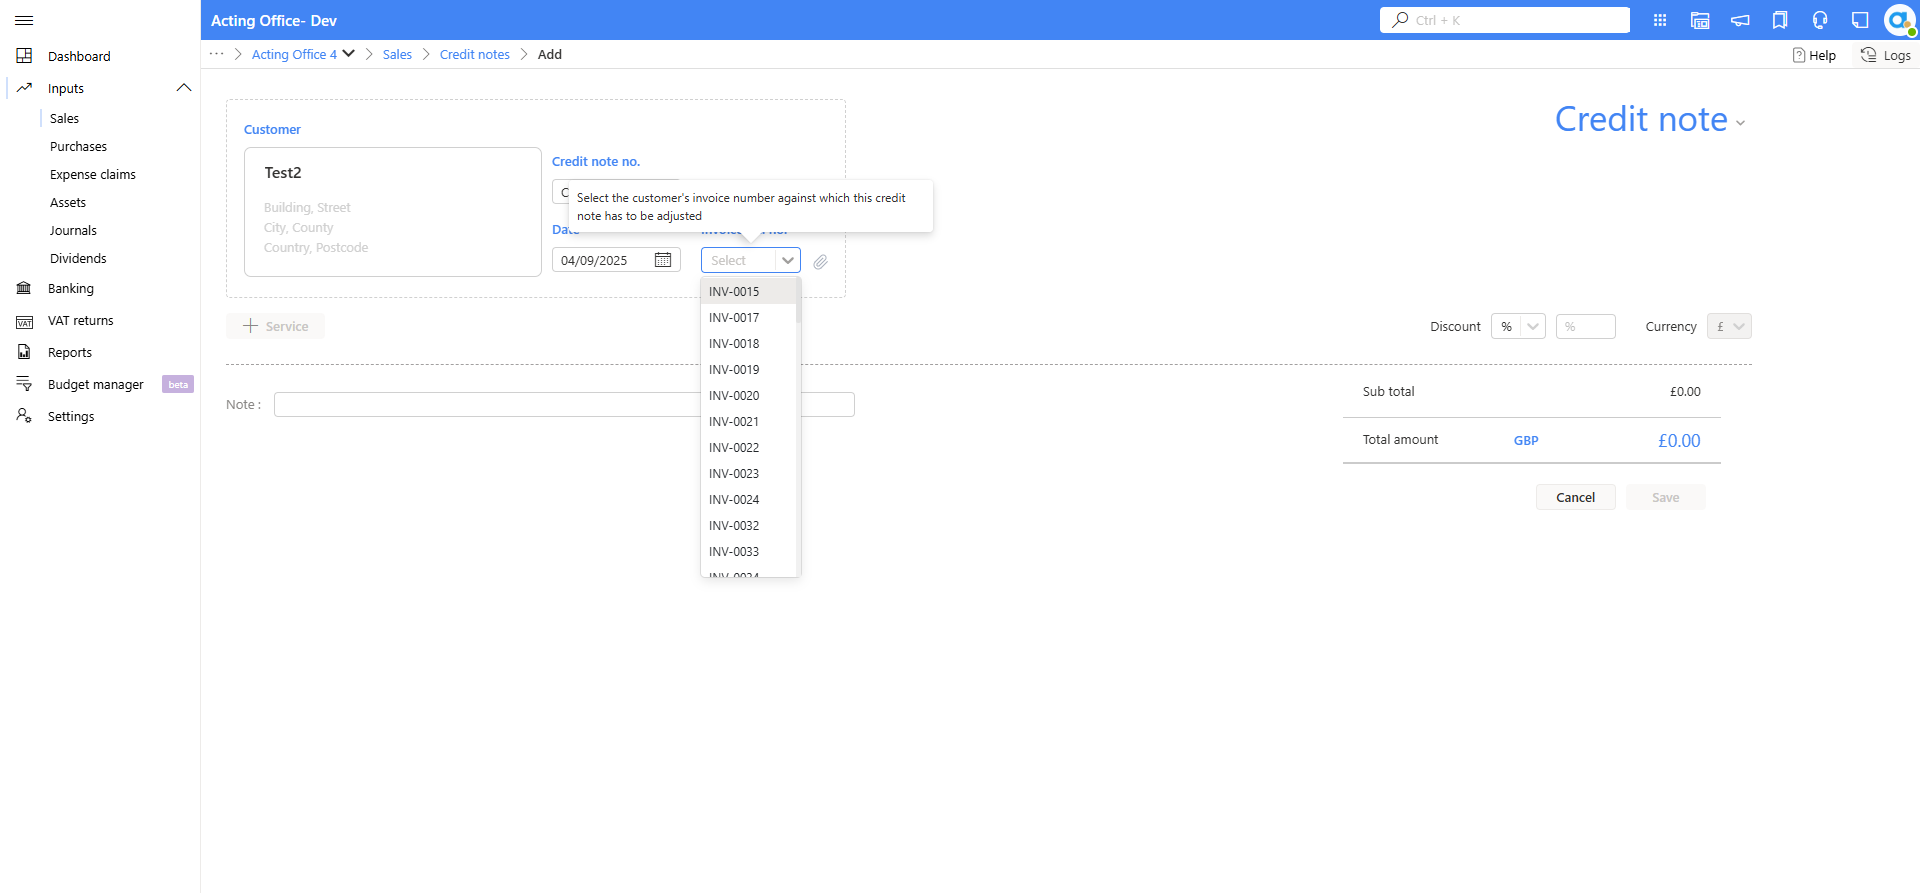 Acting Office- Dev
Ctrl + K
Acting Office 4
Sales
Credit notes
Add
Help
Logs
Dashboard
Inputs
Sales
Purchases
Expense claims
Assets
Journals
Dividends
Banking
VAT returns
Reports
Budget manager
beta
Settings
Customer
Test2
Building, Street
City, County
Country, Postcode
Credit note no.
C
Select the customer's invoice number against which this credit
note has to be adjusted
Date
04/09/2025
Select
INV-0015
INV-0017
INV-0018
INV-0019
INV-0020
INV-0021
INV-0022
INV-0023
INV-0024
INV-0032
INV-0033
INV-0034
Credit note
Service
Discount
%
%
Currency
£
Note :
Sub total
£0.00
Total amount
GBP
£0.00
Cancel
Save